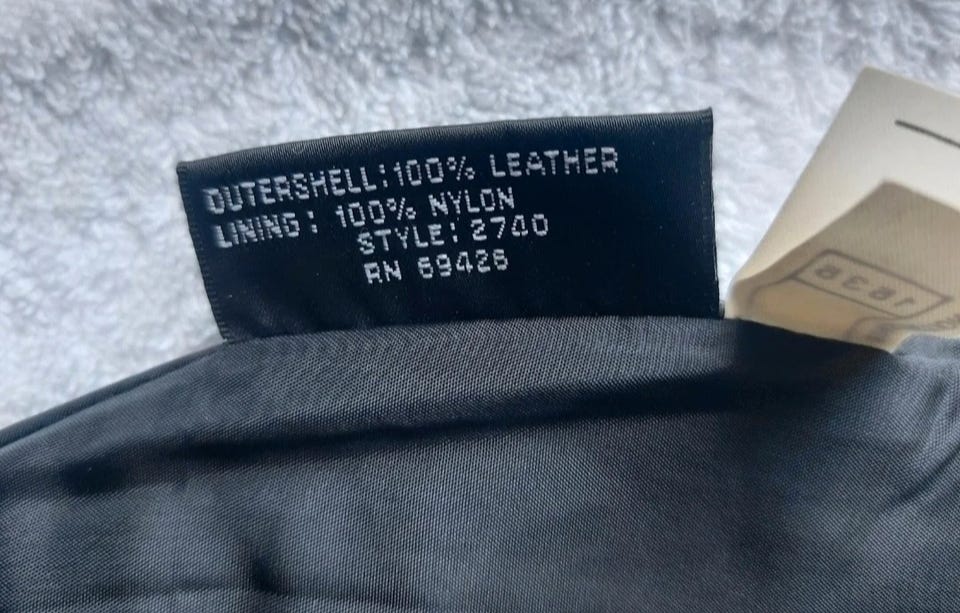 OUTERSHELL:100% LEATHER
LINING: 100% NYLON
STYLE: 2740
RN 69426